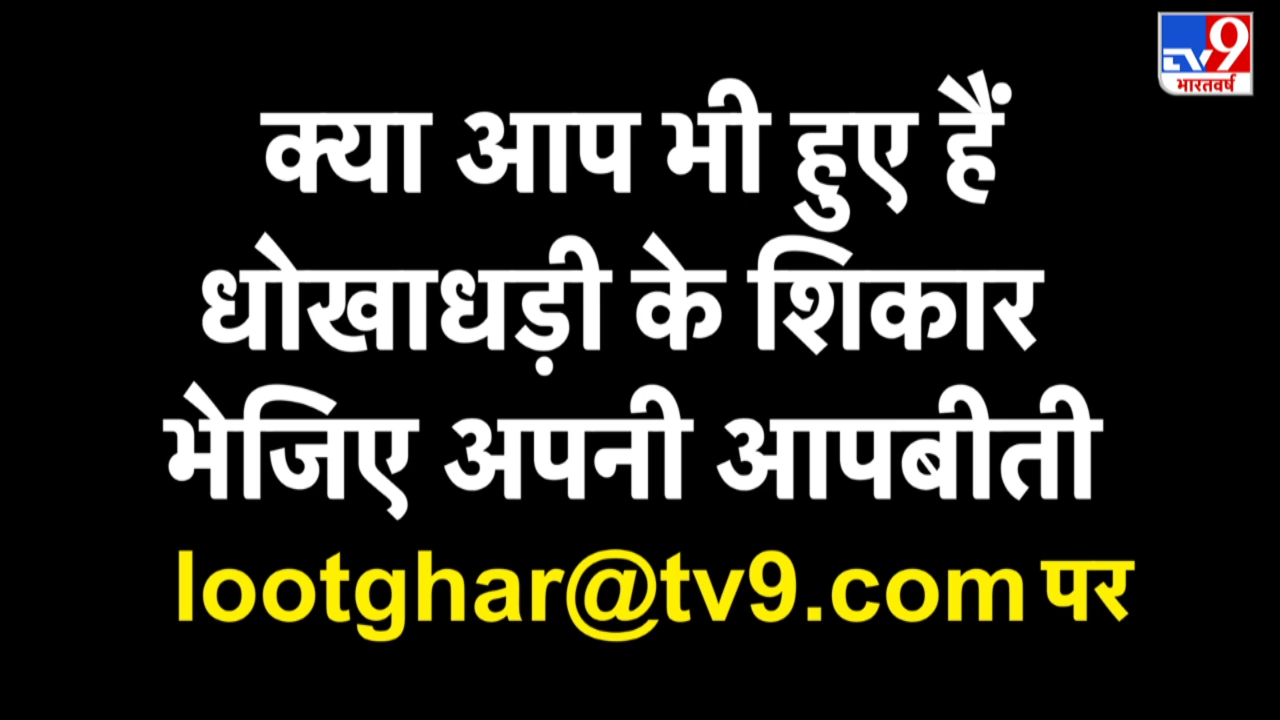 TV9
भारतवर्ष
क्या आप भी हुए हैं
धोखाधड़ी के शिकार
भेजिए अपनी आपबीती
lootghar@tv9.com पर